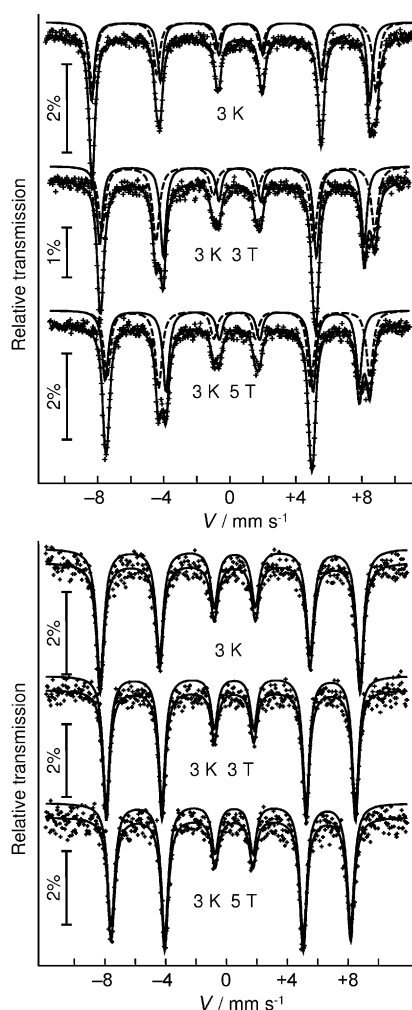 Relative transmission
2%
3 K
1%
3 K 3 T
2%
3 K 5 T
−8 −4 0 +4 +8
V / mm s-1
Relative transmission
2%
3 K
2%
3 K 3 T
2%
3 K 5 T
−8 −4 0 +4 +8
V / mm s-1